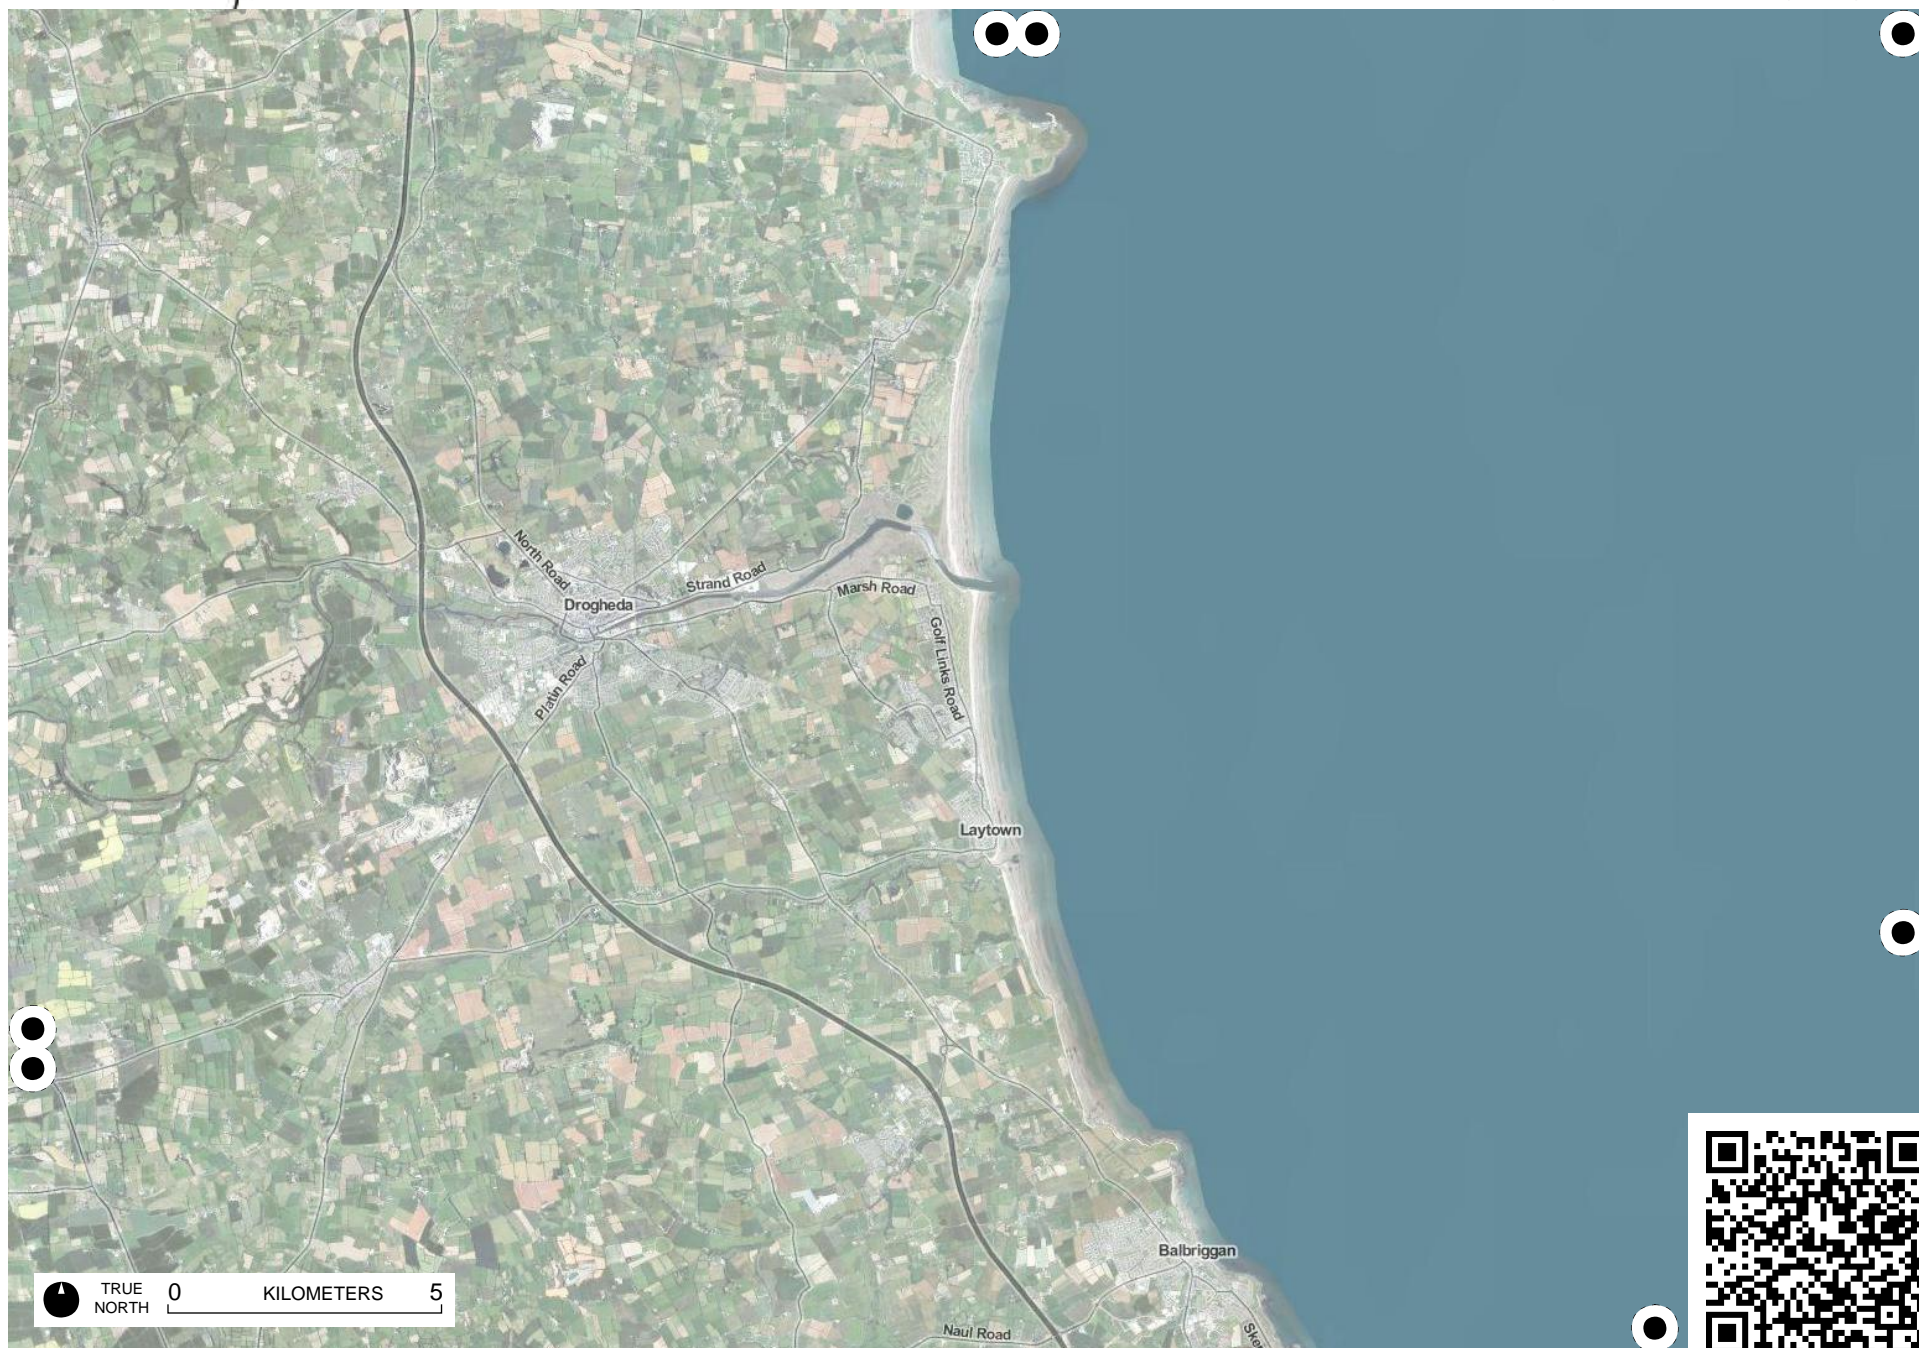 North Road
Strand Road
Marsh Road
Drogheda
Golf Links Road
Platin Road
Laytown
Balbriggan
TRUE
NORTH
0 KILOMETERS 5
Naul Road